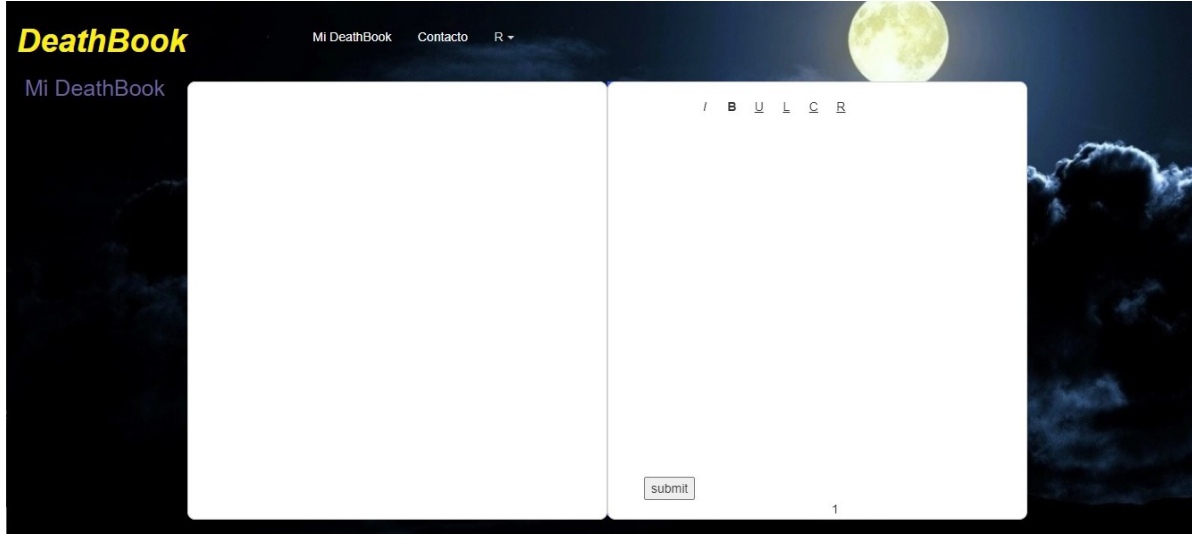 DeathBook
Mi DeathBook Contacto R
Mi DeathBook
I B U L C R
submit
1